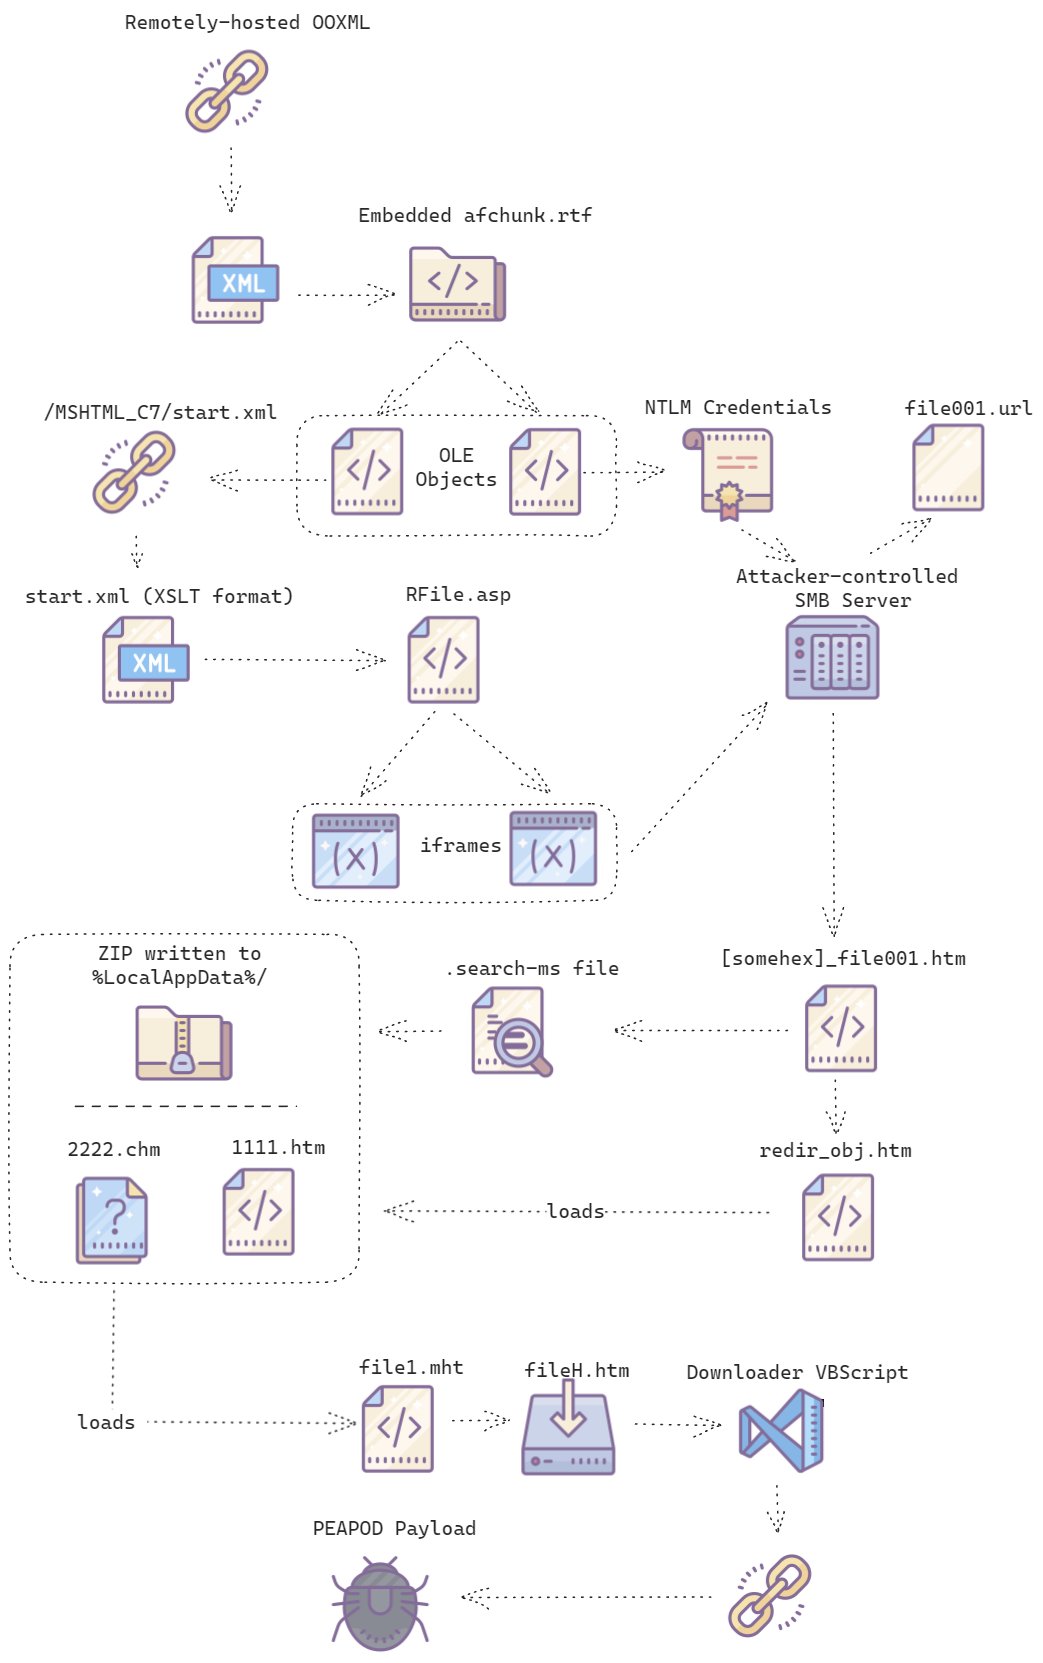 Remotely-hosted OOXML
XML
Embedded afchunk.rtf
</>
/MSHTML_C7/start.xml
</>
OLE
Objects
</>
NTLM Credentials
file001.url
start.xml (XSLT format)
XML
RFile.asp
</>
Attacker-controlled
SMB Server
(X)
iframes
(X)
ZIP written to
%LocalAppData%/
.search-ms file
[somehex]_file001.htm
</>
2222.chm
?
1111.htm
</>
redir_obj.htm
</>
loads
loads
file1.mht
</>
fileH.htm
Downloader VBScript
PEAPOD Payload